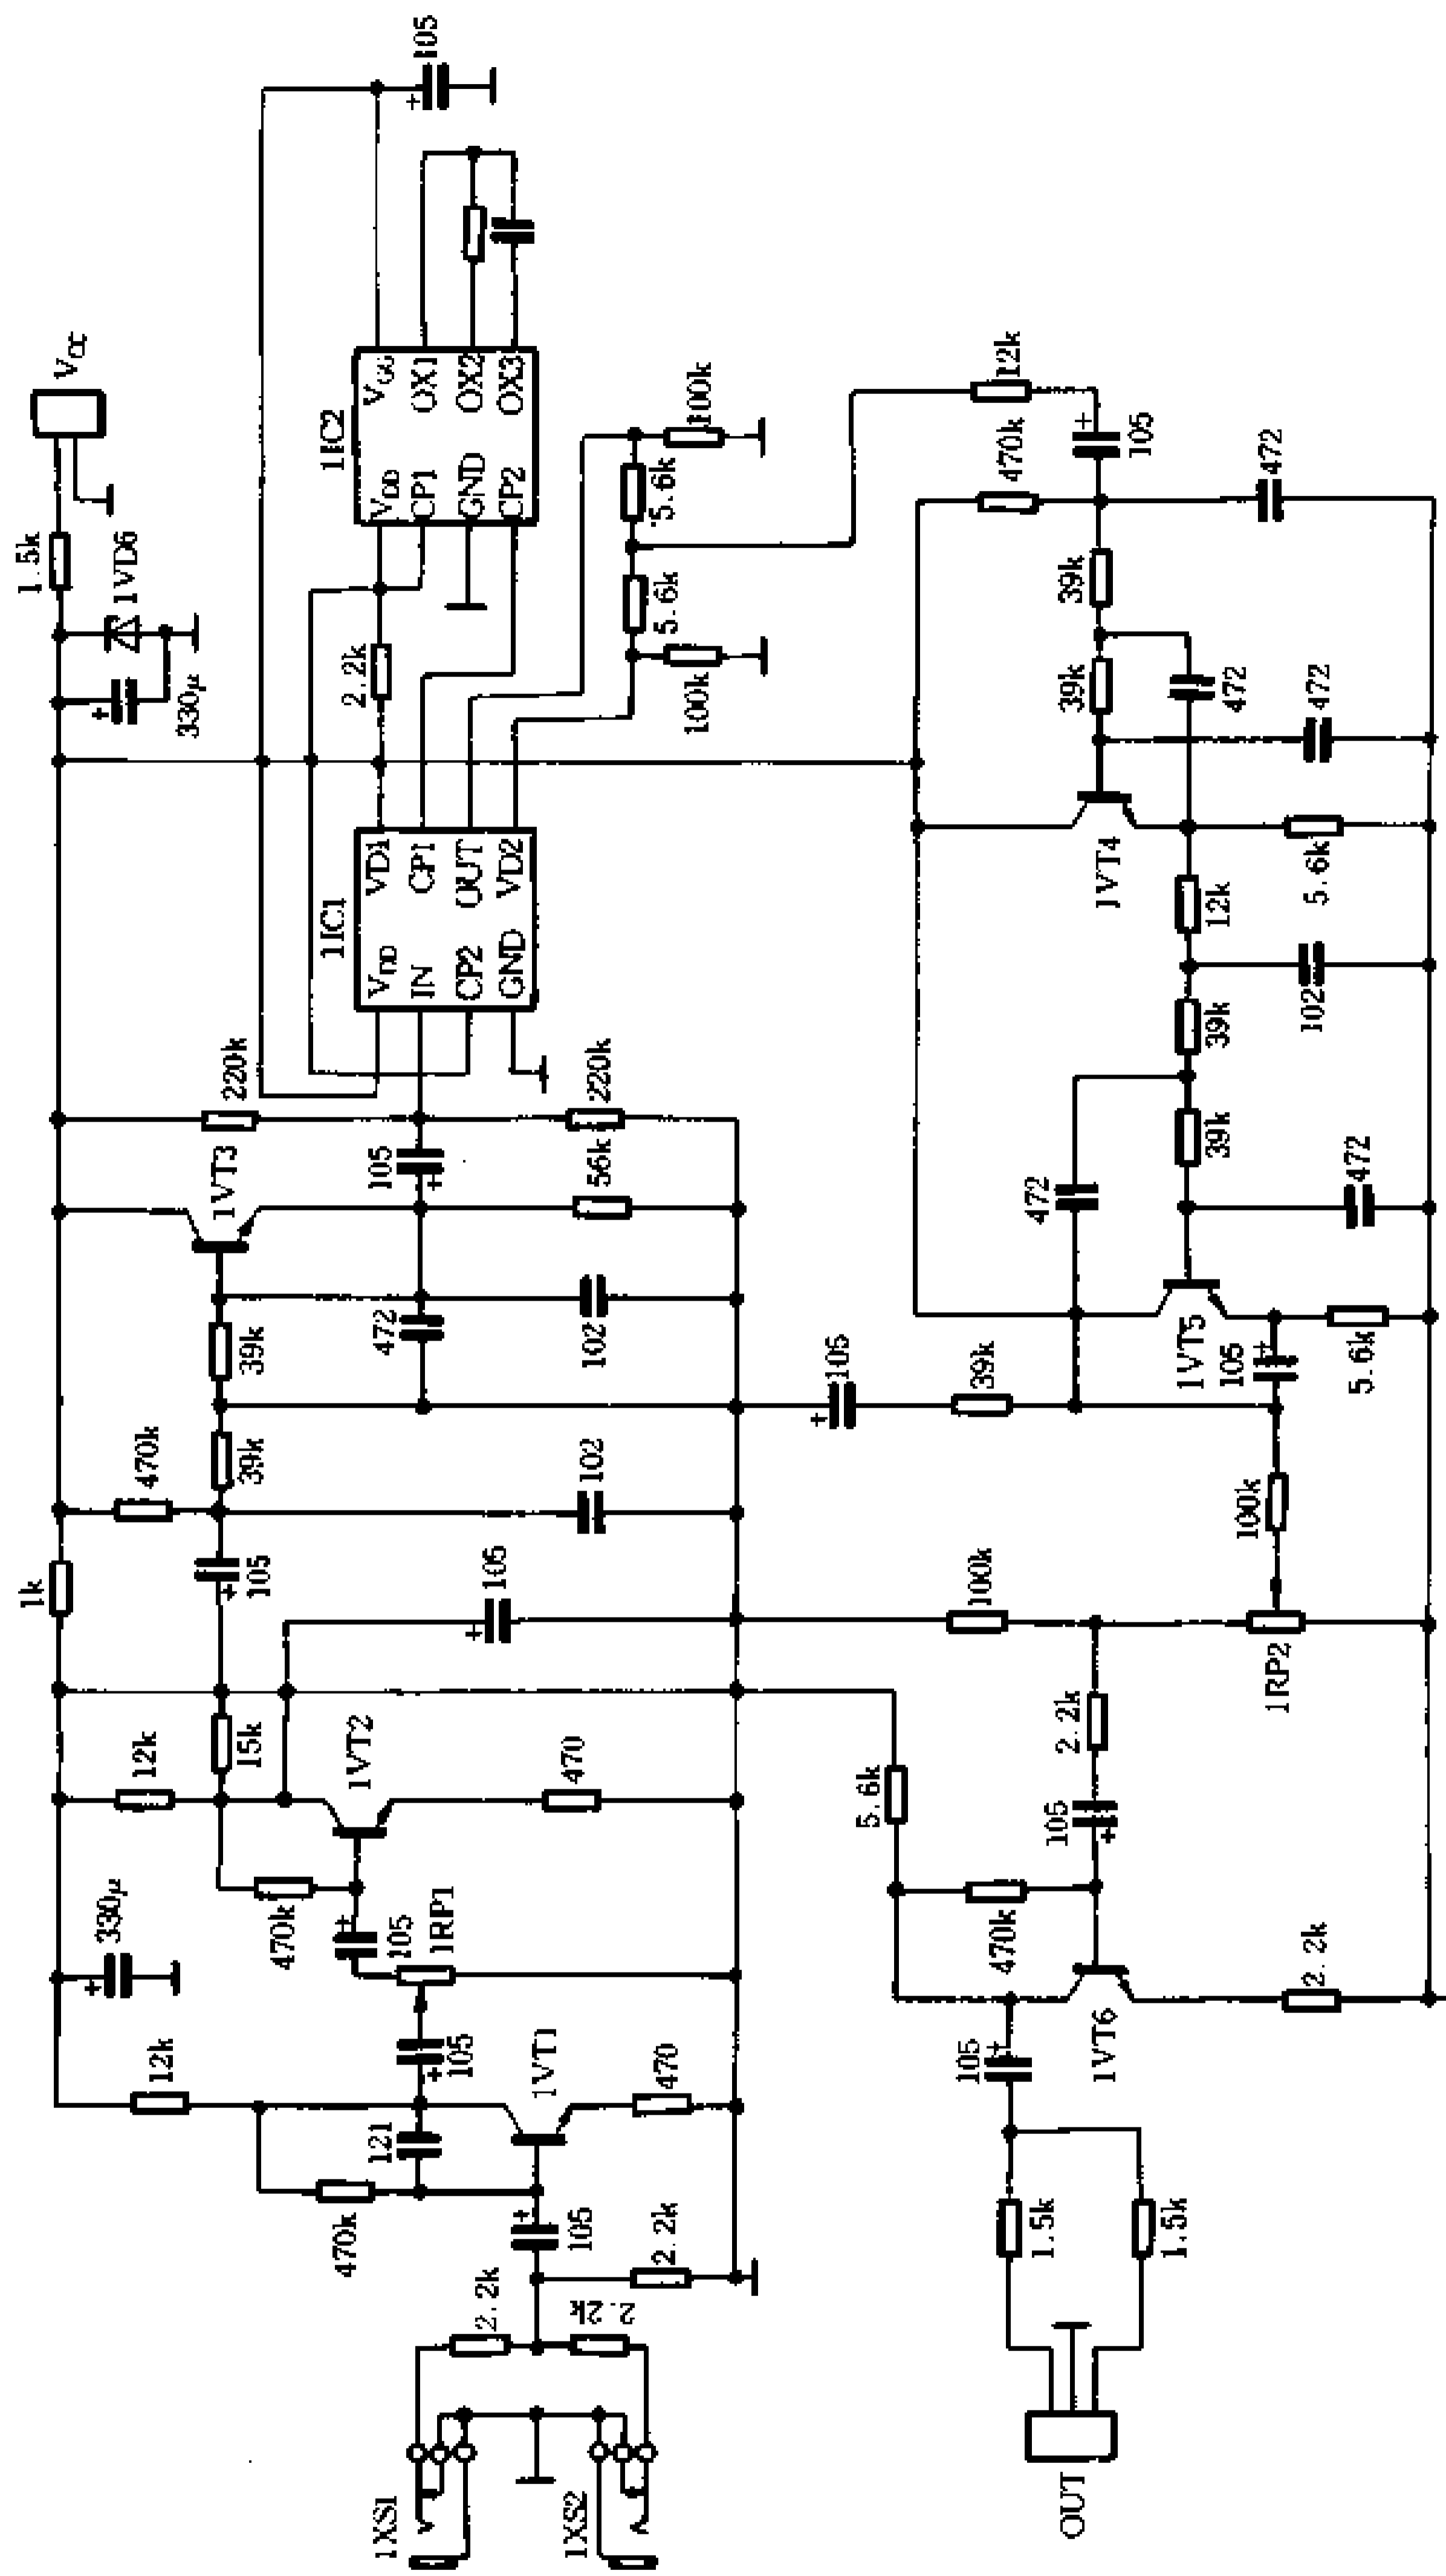 1XS1
1XS2
2.2k
2.2k
2.2k
105
470k
121
12k
105
1VT1
470
330μ
1RP1
105
470k
12k
15k
1VT2
470
1k
105
105
470k
39k
102
39k
472
102
1VT3
56k
105
220k
220k
1IC1
VDD
IN
CP2
GND
VD1
CP1
OUT
VD2
330μ
1VD6
1.5k
VCC
2.2k
1IC2
VDD
CP1
GND
CP2
VGG
OX1
OX2
OX3
105
100k
5.6k
5.6k
100k
12k
105
470k
472
39k
39k
472
472
1VT4
5.6k
12k
102
39k
39k
472
472
1VT5
105
5.6k
105
39k
100k
100k
1RP2
2.2k
105
5.6k
470k
1VT6
2.2k
105
1.5k
1.5k
OUT